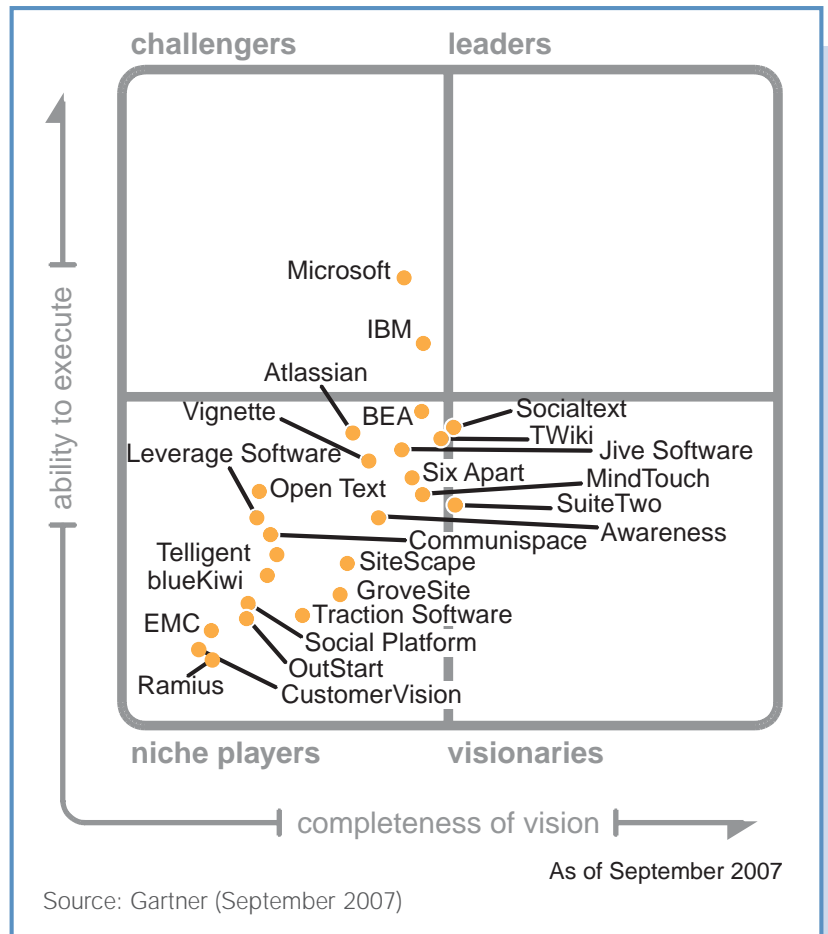 challengers
leaders
ability to execute
Microsoft
IBM
Atlassian
Vignette
BEA
Socialtext
TWiki
Leverage Software
Jive Software
Six Apart
MindTouch
Open Text
SuiteTwo
Awareness
Communispace
Telligent
SiteScape
blueKiwi
GroveSite
Traction Software
EMC
Social Platform
OutStart
Ramius
CustomerVision
niche players
visionaries
completeness of vision
As of September 2007
Source: Gartner (September 2007)